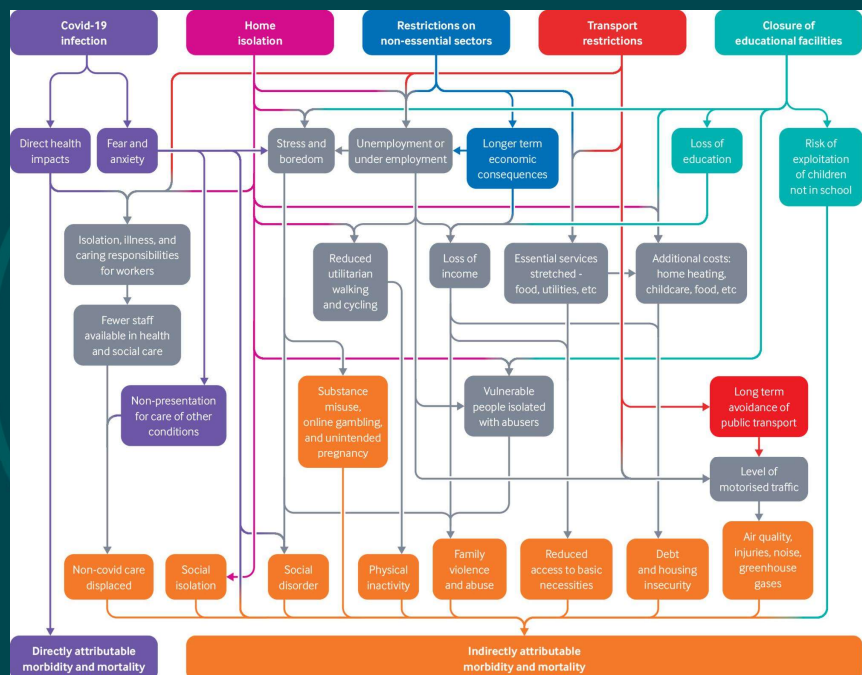 Covid-19
infection
Home
isolation
Restrictions on
non-essential sectors
Transport
restrictions
Closure of
educational facilities
Direct health
impacts
Fear and
anxiety
Stress and
boredom
Unemployment or
under employment
Longer term
economic
consequences
Loss of
education
Risk of
exploitation
of children
not in school
Isolation, illness, and
caring responsibilities
for workers
Reduced
utilitarian
walking
and cycling
Loss of
income
Essential services
stretched -
food, utilities, etc
Additional costs:
home heating,
childcare, food, etc
Fewer staff
available in health
and social care
Non-presentation
for care of other
conditions
Substance
misuse,
online gambling,
and unintended
pregnancy
Vulnerable
people isolated
with abusers
Long term
avoidance of
public transport
Level of
motorised traffic
Non-covid care
displaced
Social
isolation
Social
disorder
Physical
inactivity
Family
violence
and abuse
Reduced
access to basic
necessities
Debt
and housing
insecurity
Air quality,
injuries, noise,
greenhouse
gases
Directly attributable
morbidity and mortality
Indirectly attributable
morbidity and mortality